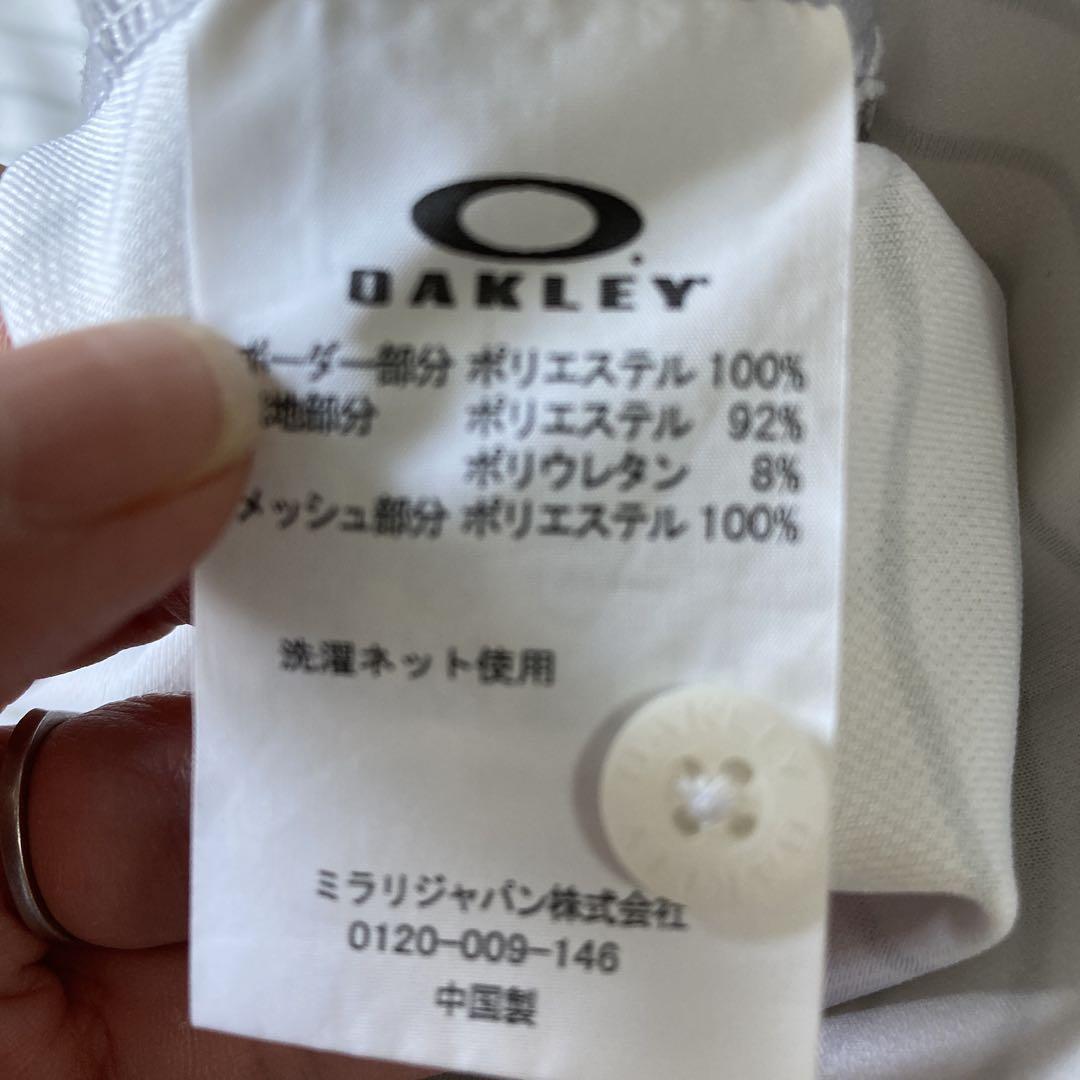 OAKLEY
ボーダー部分 ポリエステル 100%
地部分 ポリエステル 92%
ポリウレタン 8%
メッシュ部分 ポリエステル 100%
洗濯ネット使用
ミラリジャパン株式会社
0120-009-146
中国製